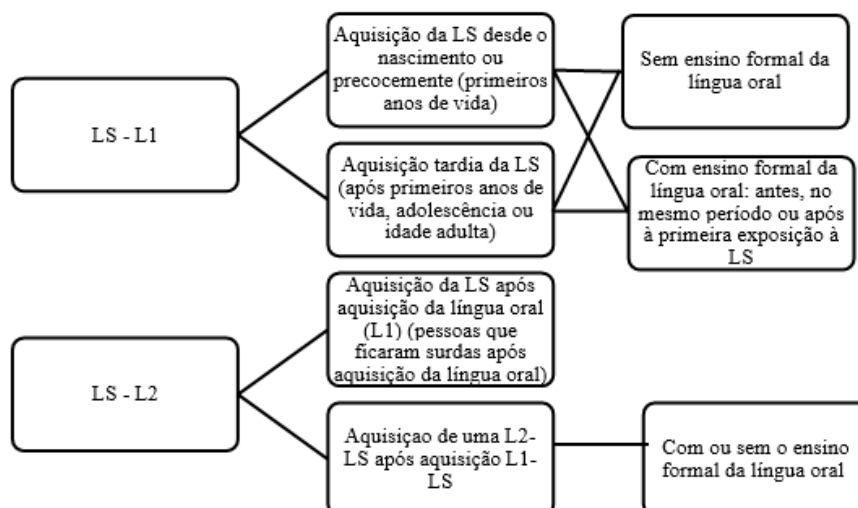 LS - L1
Aquisição da LS desde o
nascimento ou
precocemente (primeiros
anos de vida)
Sem ensino formal da
língua oral
Aquisição tardia da LS
(após primeiros anos de
vida, adolescência ou
idade adulta)
Com ensino formal da
língua oral: antes, no
mesmo período ou após
à primeira exposição à
LS
LS - L2
Aquisição da LS após
aquisição da língua oral
(L1) (pessoas que
ficaram surdas após
aquisição da língua oral)
Aquisiçao de uma L2-
LS após aquisição L1-
LS
Com ou sem o ensino
formal da língua oral